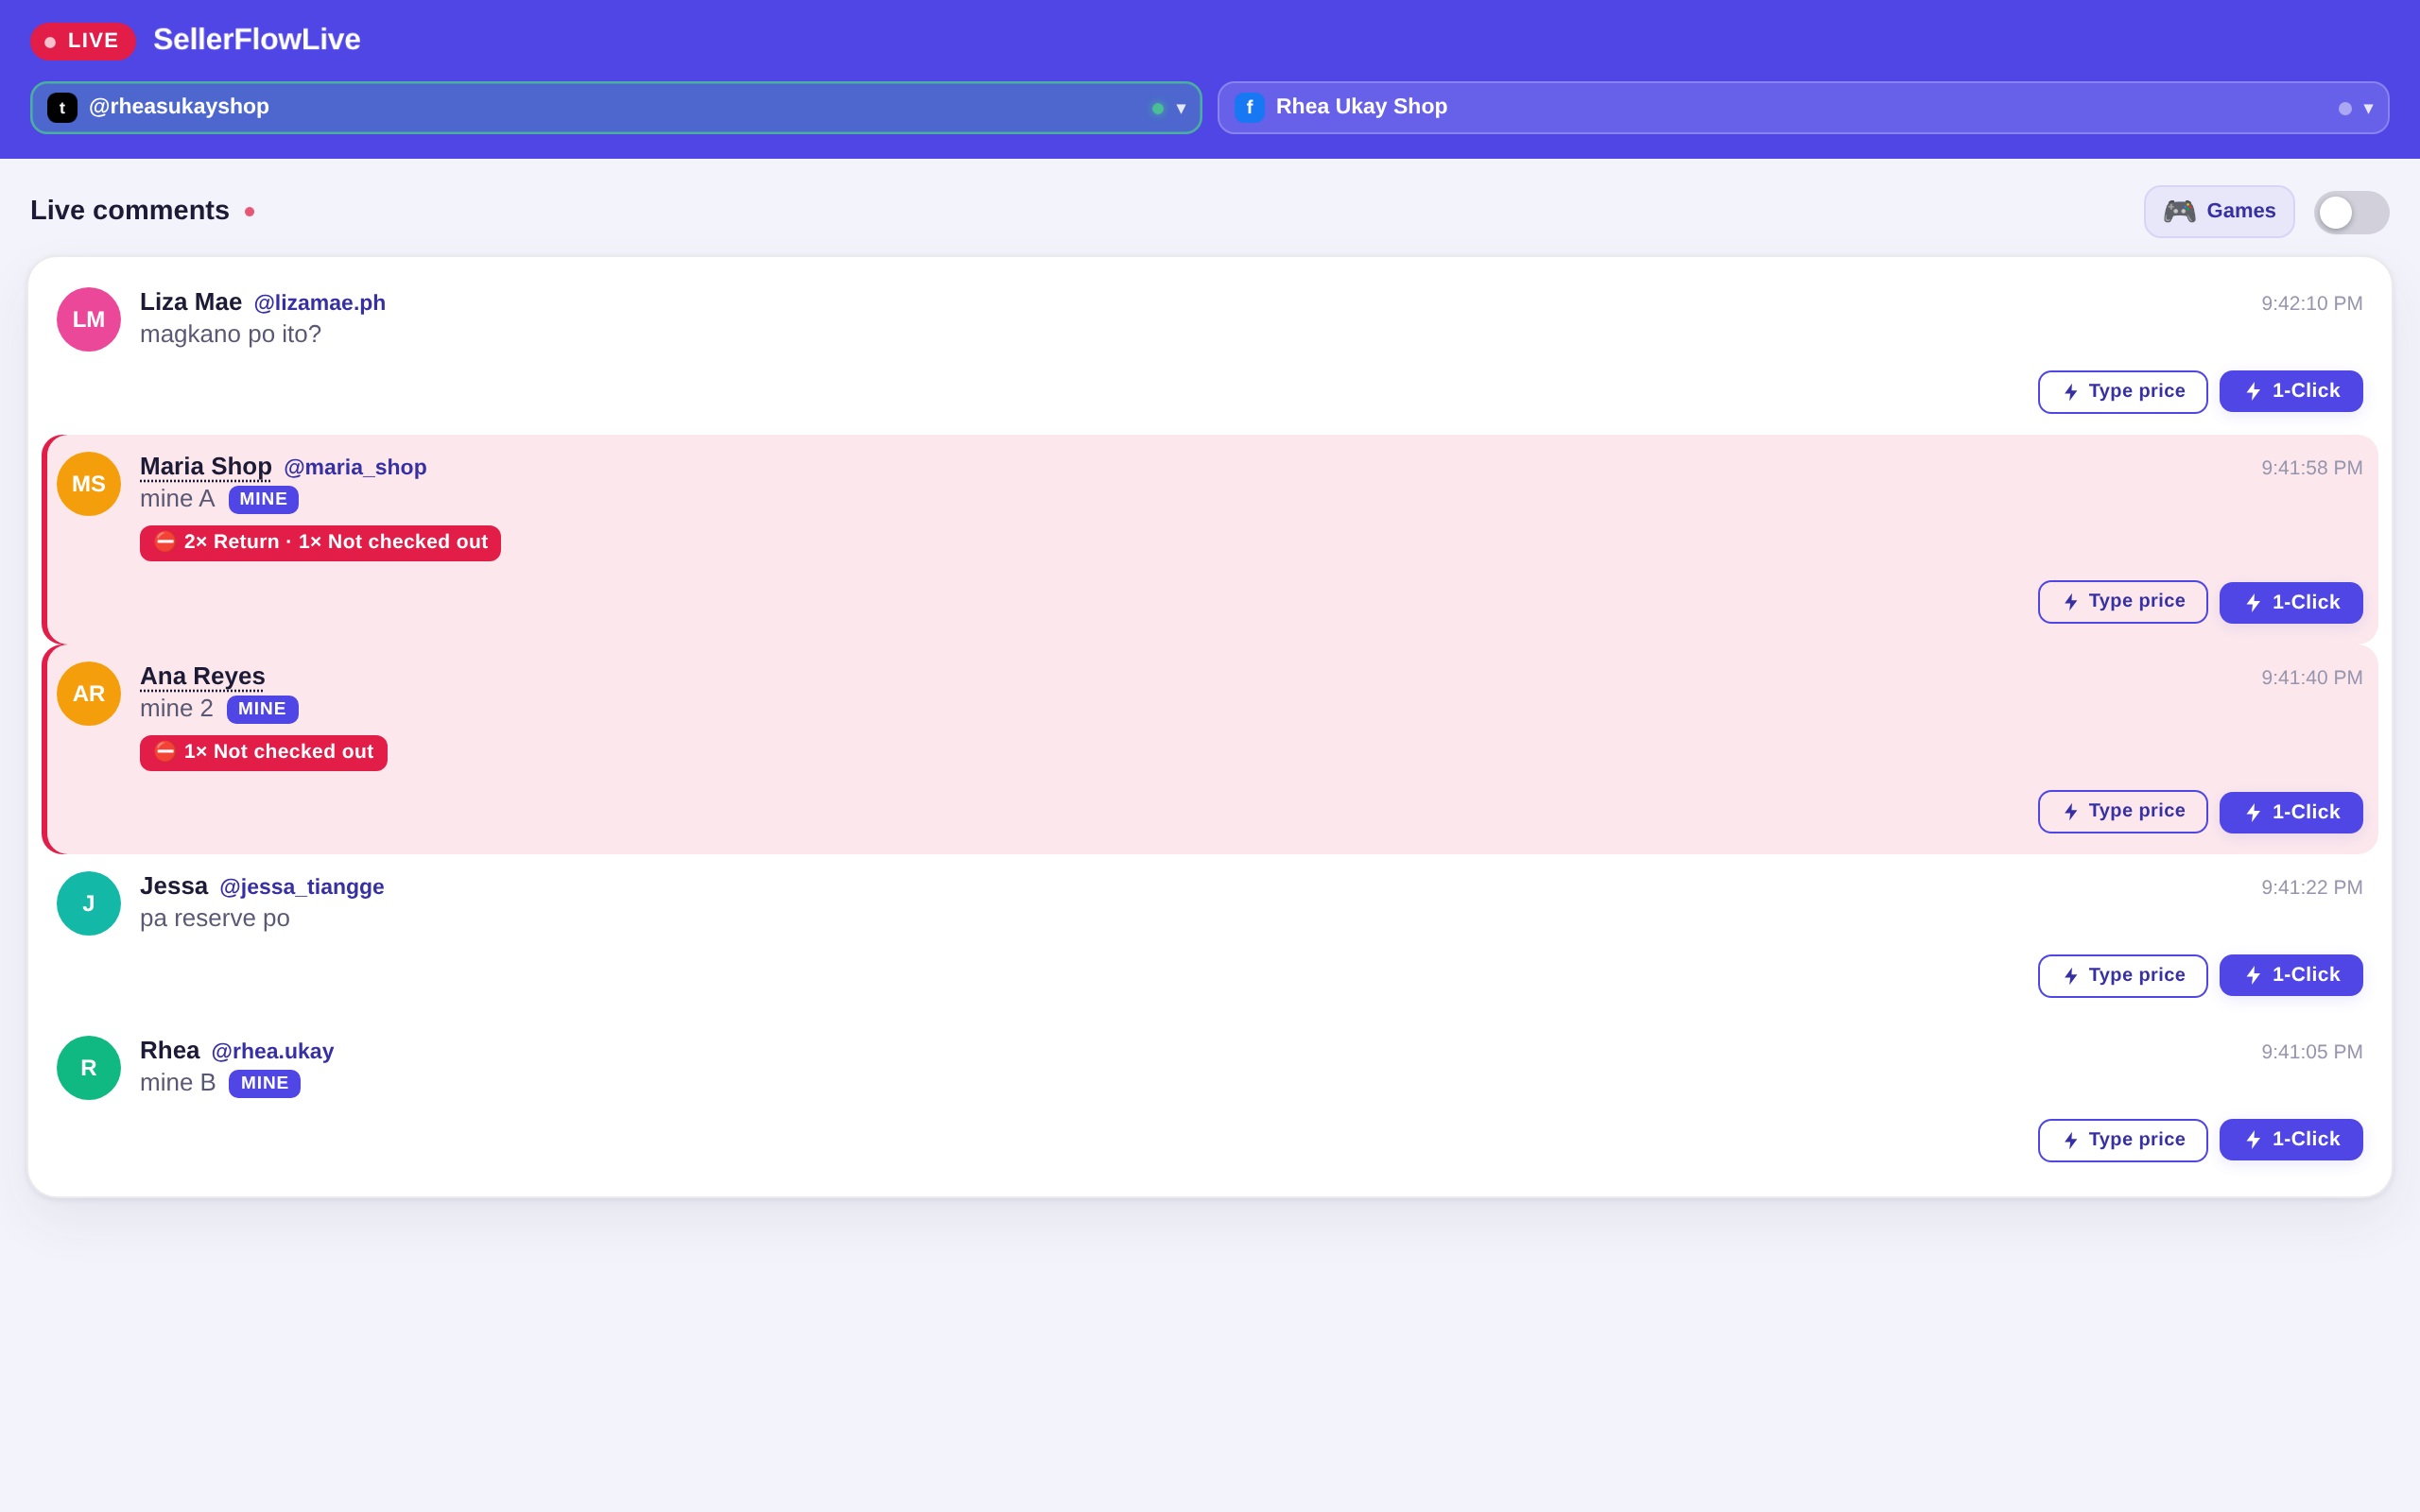 LIVE SellerFlowLive
t @rheasukayshop ▾ f Rhea Ukay Shop ▾
Live comments 🎮 Games
LM Liza Mae @lizamae.ph 9:42:10 PM
magkano po ito?
Type price 1-Click
MS Maria Shop @maria_shop 9:41:58 PM
mine A MINE
⛔ 2× Return · 1× Not checked out
Type price 1-Click
AR Ana Reyes 9:41:40 PM
mine 2 MINE
⛔ 1× Not checked out
Type price 1-Click
J Jessa @jessa_tiangge 9:41:22 PM
pa reserve po
Type price 1-Click
R Rhea @rhea.ukay 9:41:05 PM
mine B MINE
Type price 1-Click